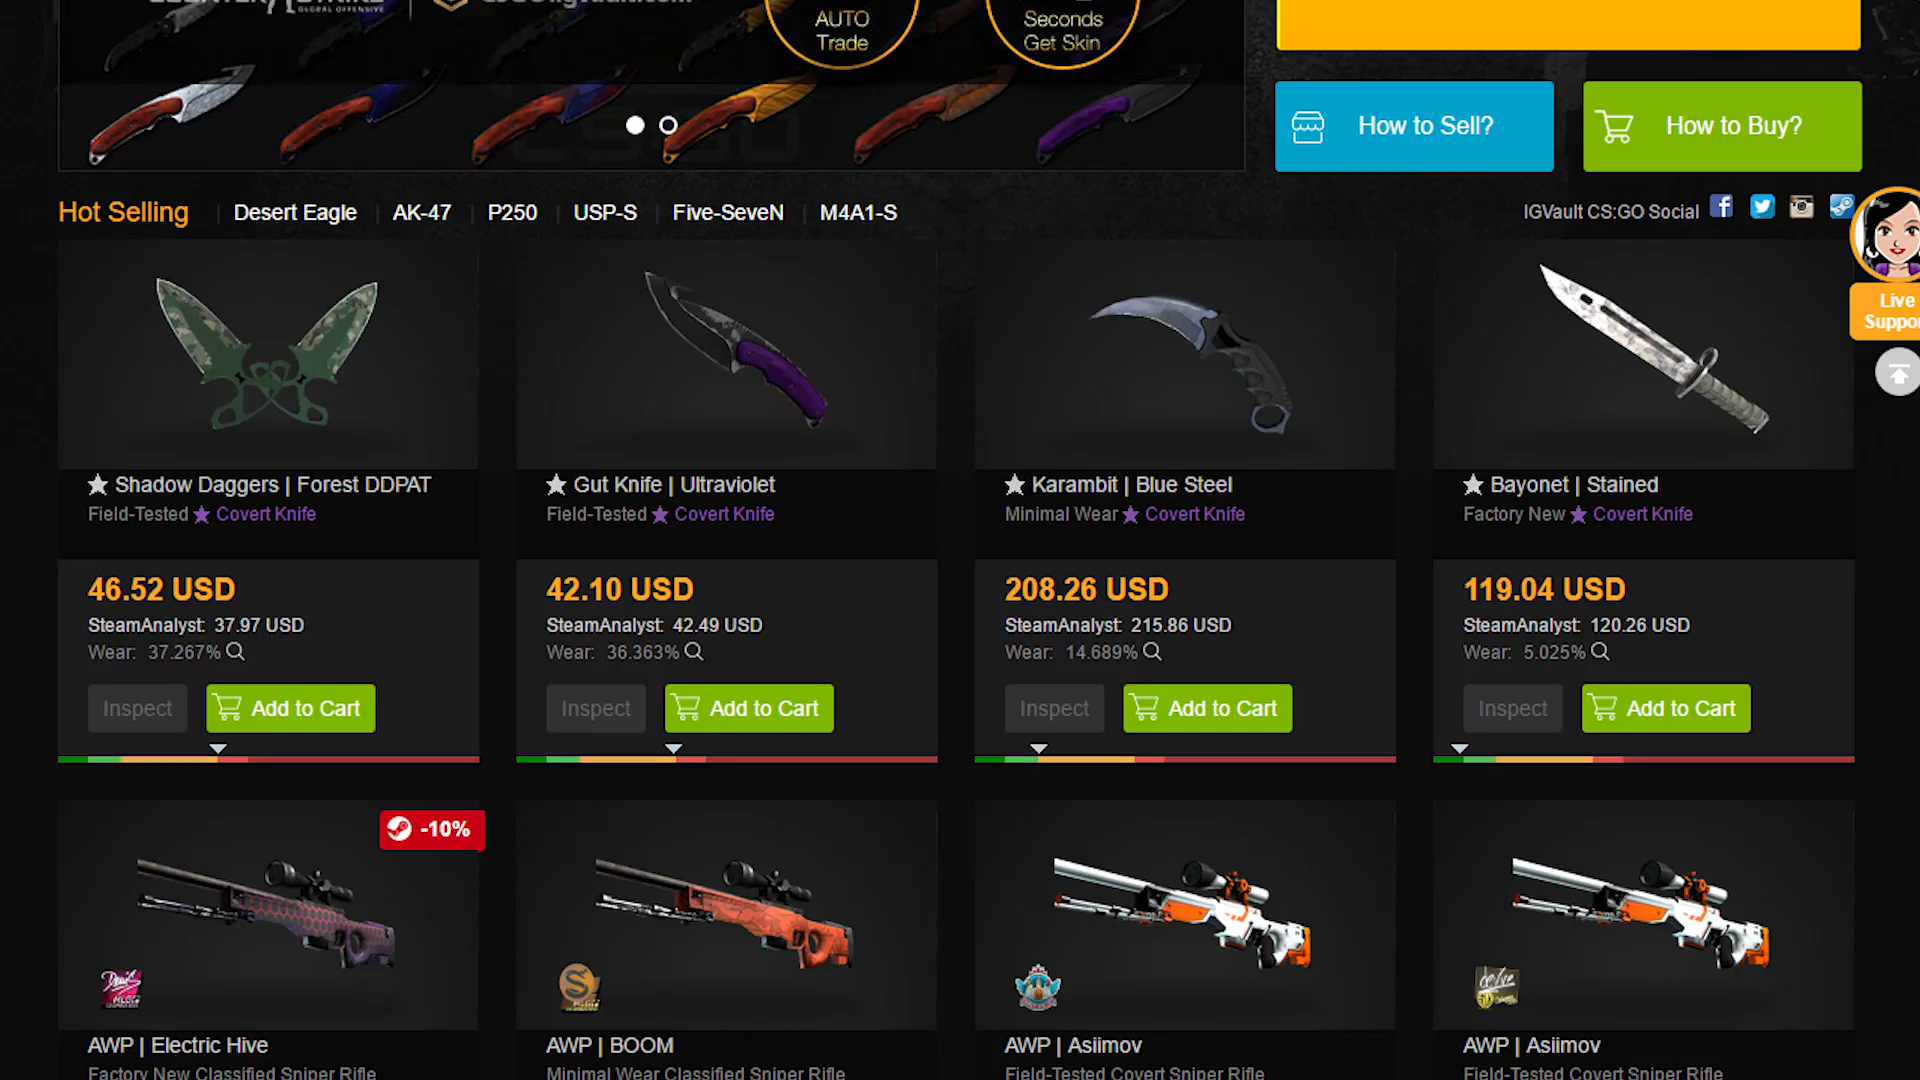 GLOBAL OFFENSIVE
AUTO
Trade
Seconds
Get Skin
How to Sell?
How to Buy?
Hot Selling
Desert Eagle
AK-47
P250
USP-S
Five-SeveN
M4A1-S
IGVault CS:GO Social
Live
Suppor
Shadow Daggers | Forest DDPAT
Field-Tested ★ Covert Knife
Gut Knife | Ultraviolet
Field-Tested ★ Covert Knife
Karambit | Blue Steel
Minimal Wear ★ Covert Knife
Bayonet | Stained
Factory New ★ Covert Knife
46.52 USD
SteamAnalyst: 37.97 USD
Wear: 37.267%
Inspect
Add to Cart
42.10 USD
SteamAnalyst: 42.49 USD
Wear: 36.363%
Inspect
Add to Cart
208.26 USD
SteamAnalyst: 215.86 USD
Wear: 14.689%
Inspect
Add to Cart
119.04 USD
SteamAnalyst: 120.26 USD
Wear: 5.025%
Inspect
Add to Cart
-10%
AWP | Electric Hive
Factory New Classified Sniper Rifle
AWP | BOOM
Minimal Wear Classified Sniper Rifle
AWP | Asiimov
Field-Tested Covert Sniper Rifle
AWP | Asiimov
Field-Tested Covert Sniper Rifle